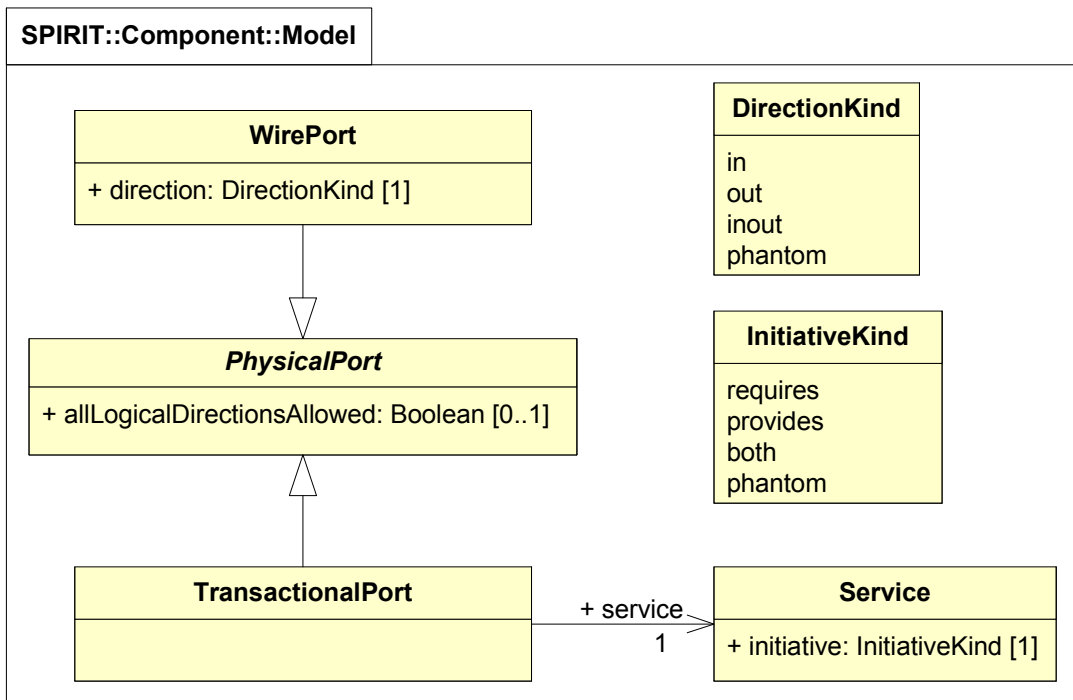 SPIRIT::Component::Model
WirePort
+ direction: DirectionKind [1]
DirectionKind
in
out
inout
phantom
PhysicalPort
+ allLogicalDirectionsAllowed: Boolean [0..1]
InitiativeKind
requires
provides
both
phantom
TransactionalPort
+ service
1
Service
+ initiative: InitiativeKind [1]